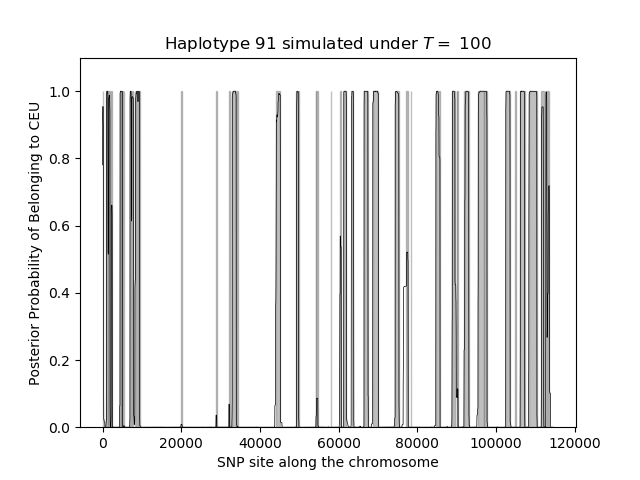 Haplotype 91 simulated under T = 100
Posterior Probability of Belonging to CEU
1.0
0.8
0.6
0.4
0.2
0.0
0 20000 40000 60000 80000 100000 120000
SNP site along the chromosome